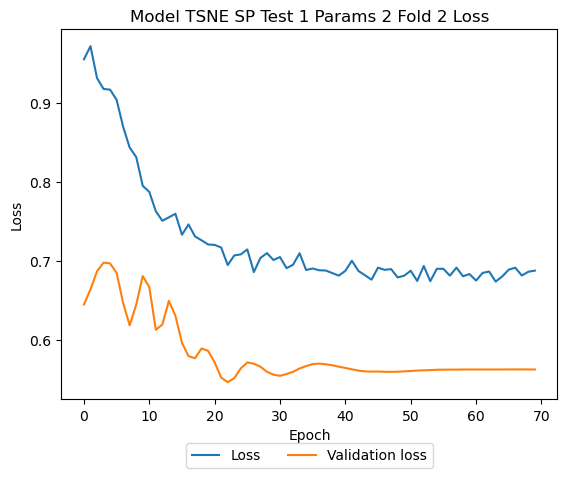 Model TSNE SP Test 1 Params 2 Fold 2 Loss
Loss
0.9
0.8
0.7
0.6
0 10 20 30 40 50 60 70
Epoch
Loss Validation loss